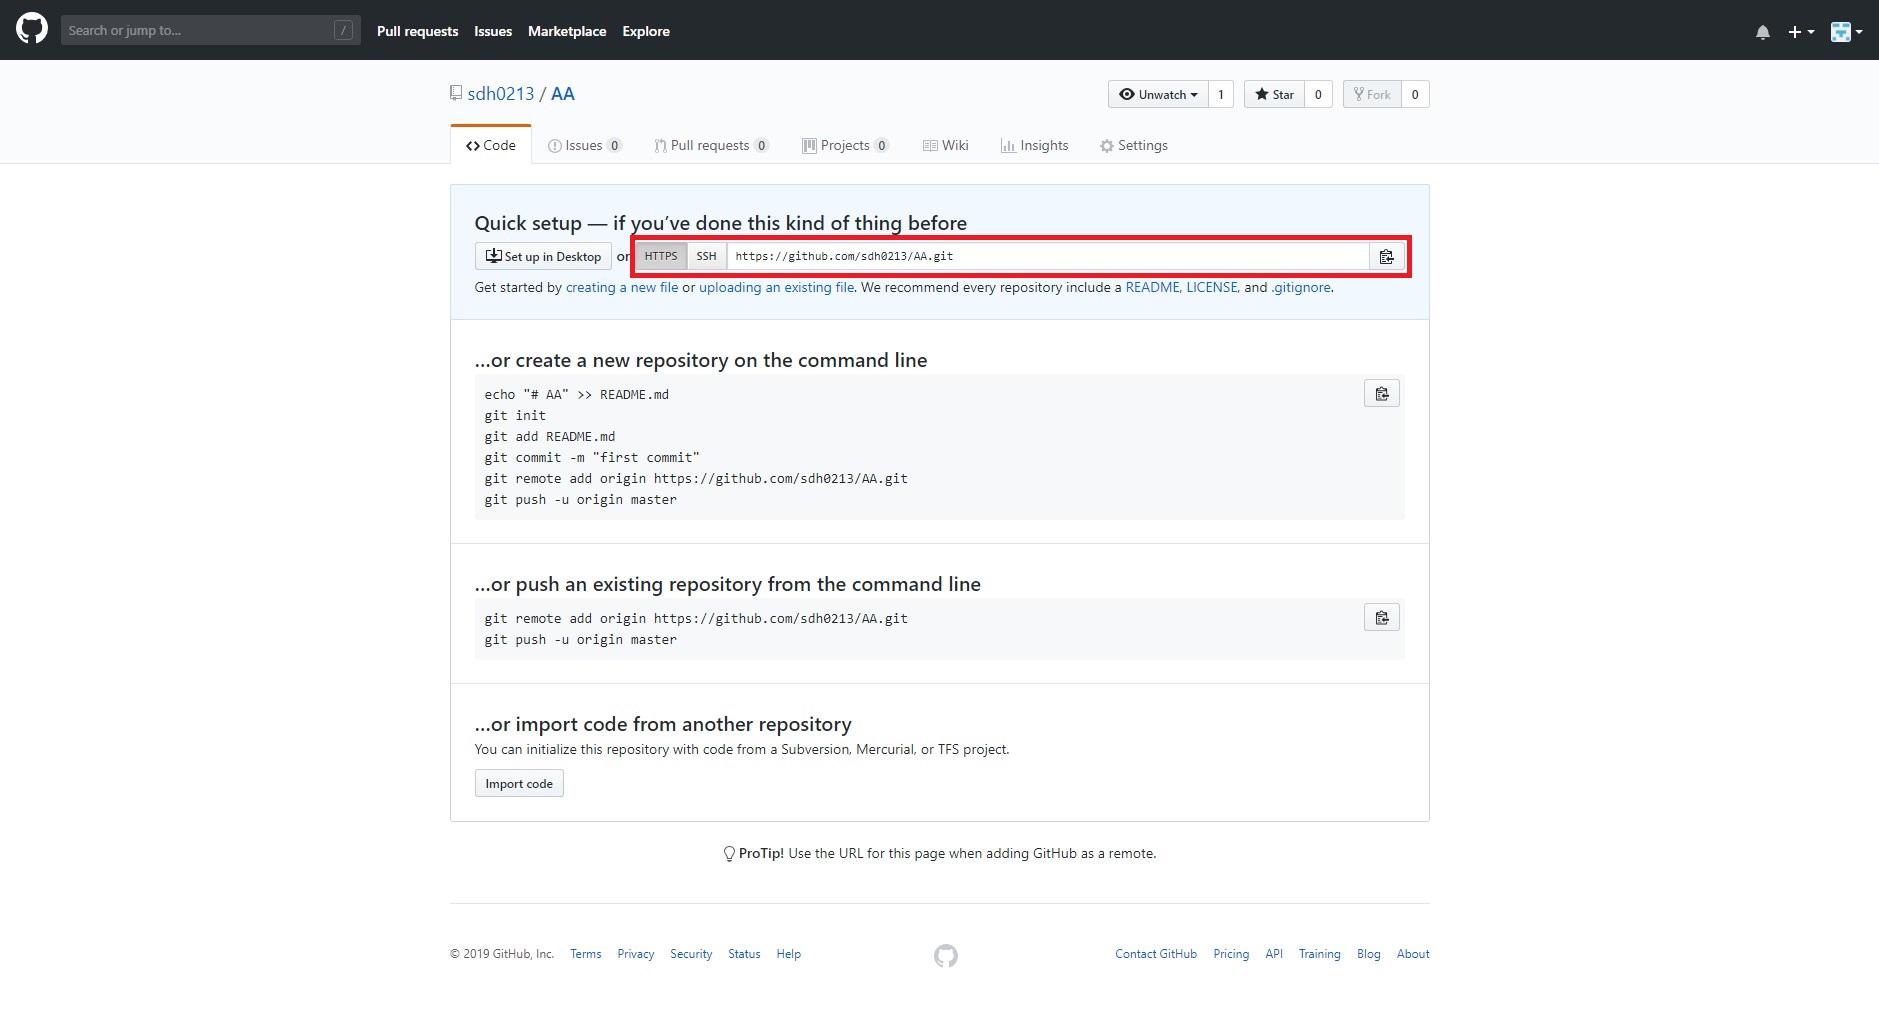 Search or jump to... /
Pull requests Issues Marketplace Explore
sdh0213 / AA
Unwatch 1 Star 0 Fork 0
Code Issues 0 Pull requests 0 Projects 0 Wiki Insights Settings
Quick setup — if you’ve done this kind of thing before
Set up in Desktop or HTTPS SSH https://github.com/sdh0213/AA.git
Get started by creating a new file or uploading an existing file. We recommend every repository include a README, LICENSE, and .gitignore.
…or create a new repository on the command line
echo "# AA" >> README.md
git init
git add README.md
git commit -m "first commit"
git remote add origin https://github.com/sdh0213/AA.git
git push -u origin master
…or push an existing repository from the command line
git remote add origin https://github.com/sdh0213/AA.git
git push -u origin master
…or import code from another repository
You can initialize this repository with code from a Subversion, Mercurial, or TFS project.
Import code
ProTip! Use the URL for this page when adding GitHub as a remote.
© 2019 GitHub, Inc. Terms Privacy Security Status Help Contact GitHub Pricing API Training Blog About